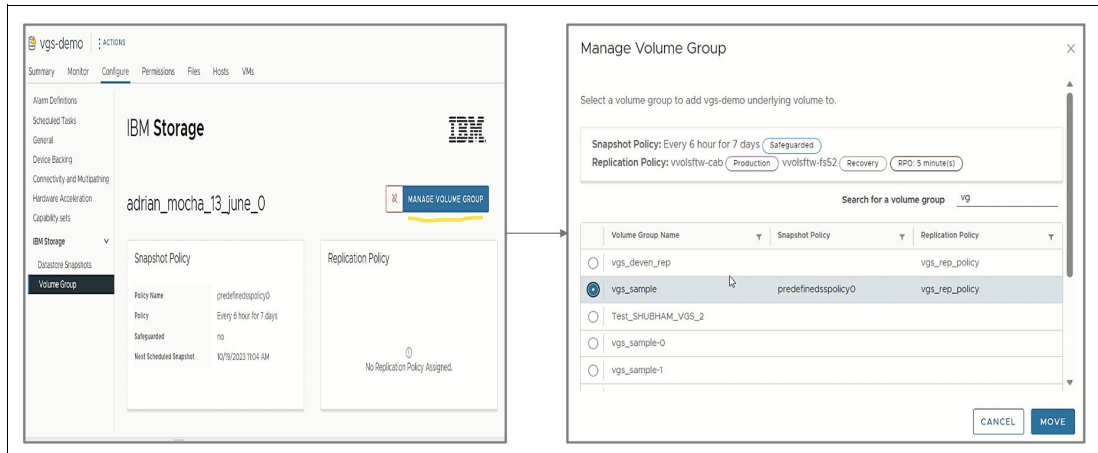 vgs-demo ACTIONS
Summary Monitor Configure Permissions Files Hosts VMs
Alarm Definitions
Scheduled Tasks
General
Device Backing
Connectivity and Multipathing
Hardware Acceleration
Capability sets
IBM Storage
Datastore Snapshots
Volume Group
IBM Storage
IBM
adrian_mocha_13_june_0
MANAGE VOLUME GROUP
Snapshot Policy
Policy Name predefinedsspolicy0
Policy Every 6 hour for 7 days
Safeguarded no
Next Scheduled Snapshot 10/19/2023 11:04 AM
Replication Policy
No Replication Policy Assigned.
Manage Volume Group
Select a volume group to add vgs-demo underlying volume to.
Snapshot Policy: Every 6 hour for 7 days Safeguarded
Replication Policy: vvolsftw-cab Production vvolsftw-fs52 Recovery RPO: 5 minute(s)
Search for a volume group vg
Volume Group Name Snapshot Policy Replication Policy
vgs_deven_rep vgs_rep_policy
vgs_sample predefinedsspolicy0 vgs_rep_policy
Test_SHUBHAM_VGS_2
vgs_sample-0
vgs_sample-1
CANCEL MOVE